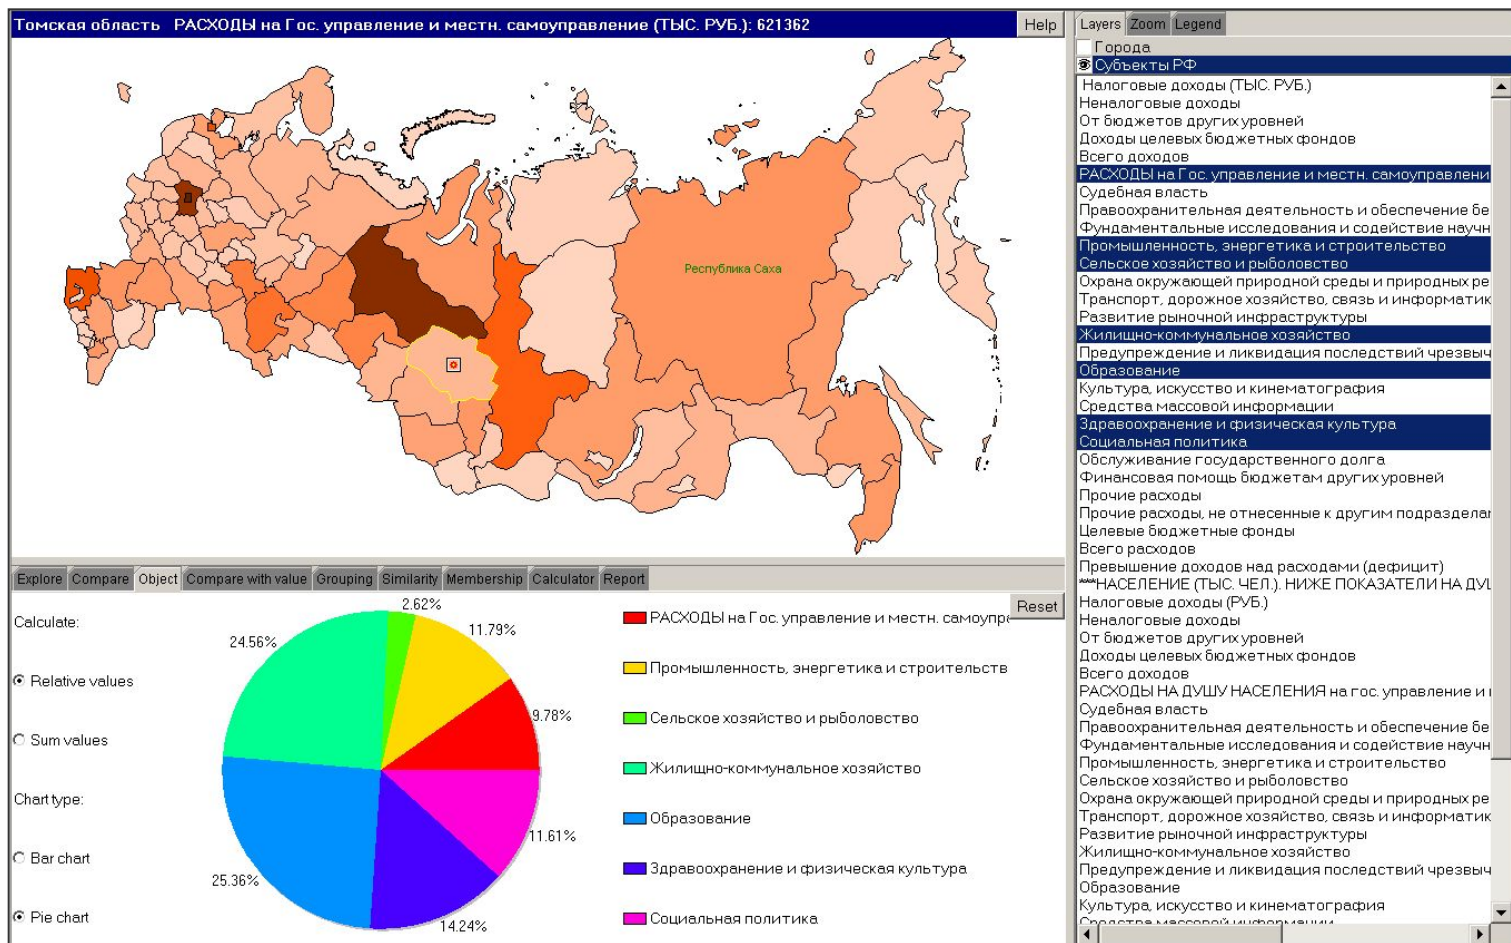 Томская область РАСХОДЫ на Гос. управление и местн. самоуправление (ТЫС. РУБ.): 621362
Help
Республика Саха
Layers Zoom Legend
Города
Субъекты РФ
Налоговые доходы (ТЫС. РУБ.)
Неналоговые доходы
От бюджетов других уровней
Доходы целевых бюджетных фондов
Всего доходов
РАСХОДЫ на Гос. управление и местн. самоуправлени
Судебная власть
Правоохранительная деятельность и обеспечение бе
Фундаментальные исследования и содействие научн
Промышленность, энергетика и строительство
Сельское хозяйство и рыболовство
Охрана окружающей природной среды и природных ре
Транспорт, дорожное хозяйство, связь и информатик
Развитие рыночной инфраструктуры
Жилищно-коммунальное хозяйство
Предупреждение и ликвидация последствий чрезвыч
Образование
Культура, искусство и кинематография
Средства массовой информации
Здравоохранение и физическая культура
Социальная политика
Обслуживание государственного долга
Финансовая помощь бюджетам других уровней
Прочие расходы
Прочие расходы, не отнесенные к другим подразделам
Целевые бюджетные фонды
Всего расходов
Превышение доходов над расходами (дефицит)
***НАСЕЛЕНИЕ (ТЫС. ЧЕЛ.). НИЖЕ ПОКАЗАТЕЛИ НА ДУШ
Налоговые доходы (РУБ.)
Неналоговые доходы
От бюджетов других уровней
Доходы целевых бюджетных фондов
Всего доходов
РАСХОДЫ НА ДУШУ НАСЕЛЕНИЯ на гос. управление и
Судебная власть
Правоохранительная деятельность и обеспечение бе
Фундаментальные исследования и содействие научн
Промышленность, энергетика и строительство
Сельское хозяйство и рыболовство
Охрана окружающей природной среды и природных ре
Транспорт, дорожное хозяйство, связь и информатик
Развитие рыночной инфраструктуры
Жилищно-коммунальное хозяйство
Предупреждение и ликвидация последствий чрезвыч
Образование
Культура, искусство и кинематография
Средства массовой информации
Explore Compare Object Compare with value Grouping Similarity Membership Calculator Report
Reset
Calculate:
Relative values
Sum values
Chart type:
Bar chart
Pie chart
2.62%
11.79%
24.56%
9.78%
11.61%
25.36%
14.24%
РАСХОДЫ на Гос. управление и местн. самоупра
Промышленность, энергетика и строительств
Сельское хозяйство и рыболовство
Жилищно-коммунальное хозяйство
Образование
Здравоохранение и физическая культура
Социальная политика